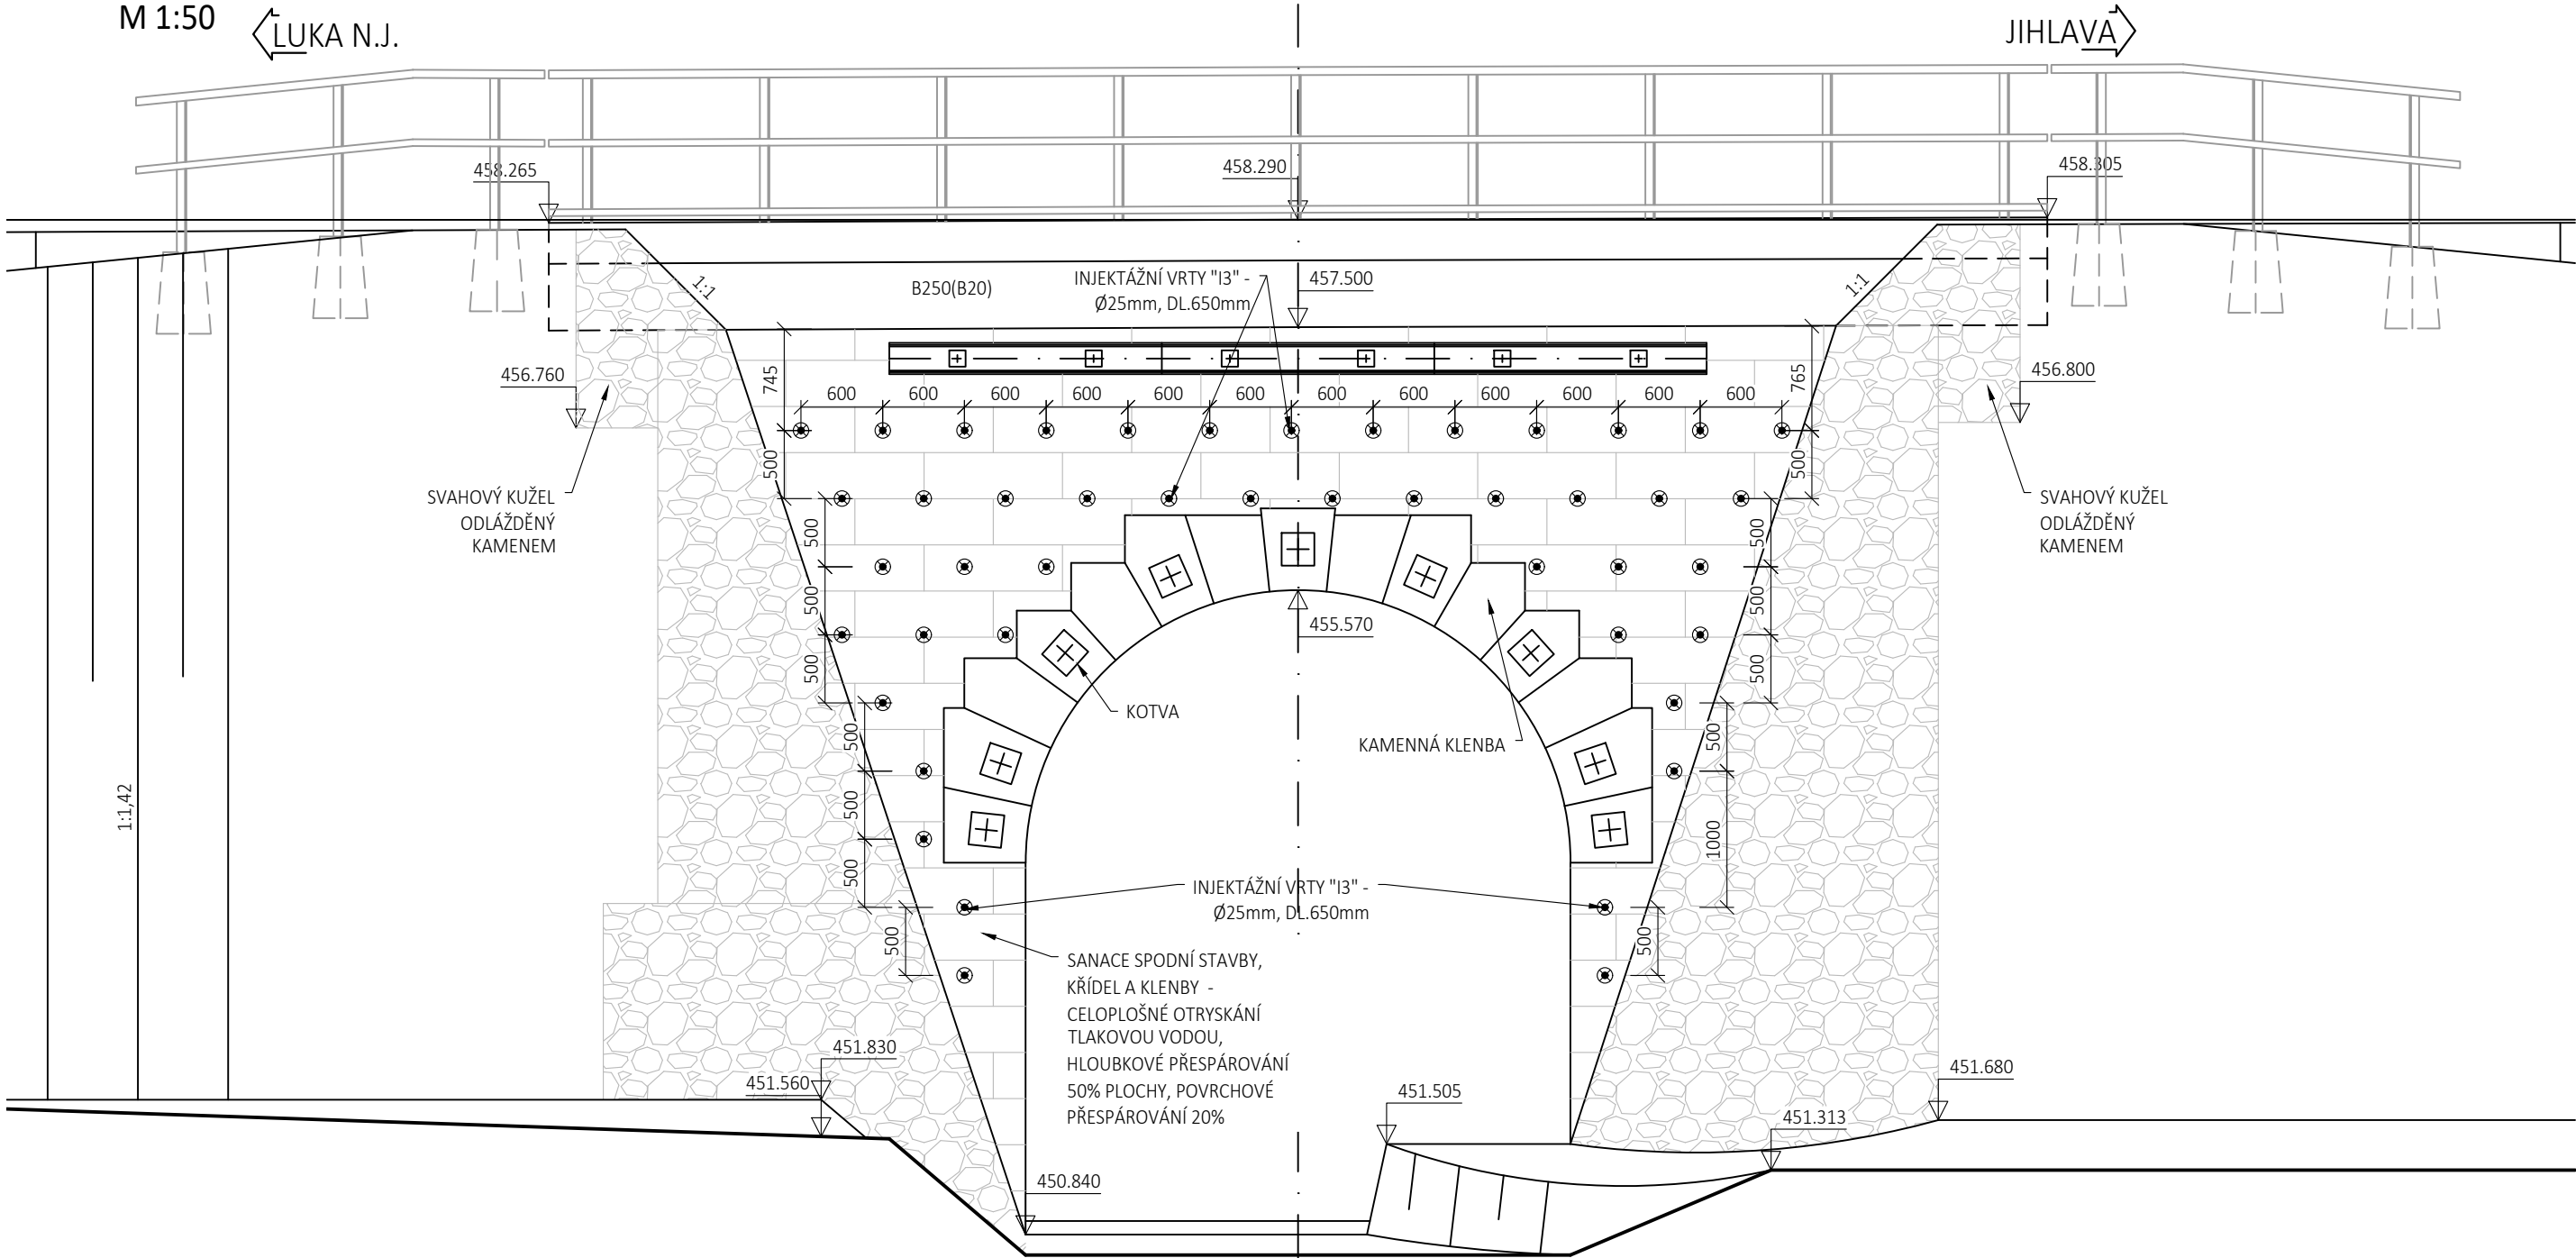 M 1:50
LUKA N.J.
JIHLAVA
458.265
458.290
458.305
1:1
B250(B20)
INJEKTÁŽNÍ VRTY "I3" -
Ø25mm, DL.650mm
457.500
1:1
456.760
745
600 600 600 600 600 600 600 600 600 600 600 600
765
456.800
500
500
SVAHOVÝ KUŽEL
ODLÁŽDĚNÝ
KAMENEM
SVAHOVÝ KUŽEL
ODLÁŽDĚNÝ
KAMENEM
500
500
500
500
455.570
500
500
KOTVA
KAMENNÁ KLENBA
500
500
1:1,42
500
1000
500
INJEKTÁŽNÍ VRTY "I3" -
Ø25mm, DL.650mm
500
500
SANACE SPODNÍ STAVBY,
KŘÍDEL A KLENBY -
CELOPLOŠNÉ OTRYSKÁNÍ
TLAKOVOU VODOU,
HLOUBKOVÉ PŘESPÁROVÁNÍ
50% PLOCHY, POVRCHOVÉ
PŘESPÁROVÁNÍ 20%
451.830
451.560
451.505
451.680
451.313
450.840